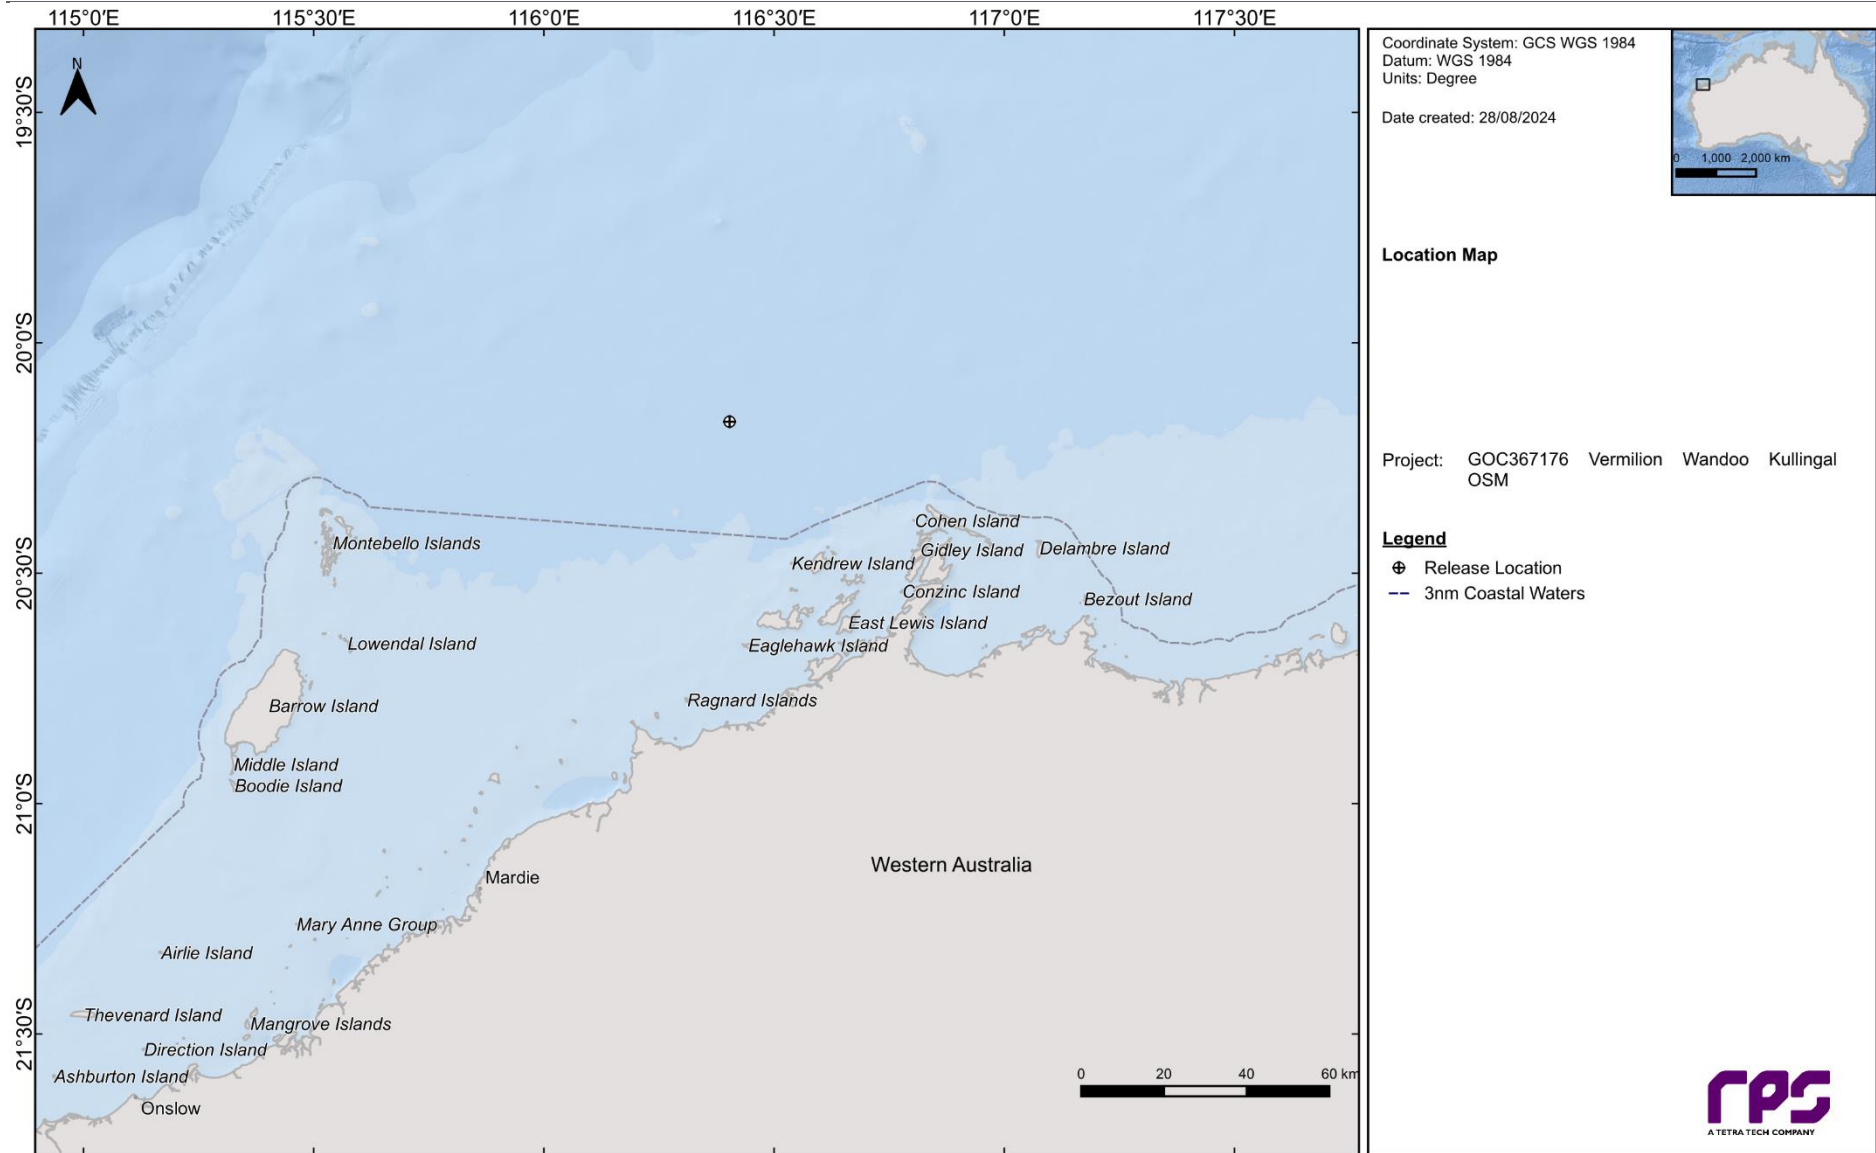 115°0'E 115°30'E 116°0'E 116°30'E 117°0'E 117°30'E
N
19°30'S
20°0'S
20°30'S
21°0'S
21°30'S
Cohen Island
Montebello Islands
Gidley Island
Delambre Island
Kendrew Island
Conzinc Island
Bezout Island
East Lewis Island
Lowendal Island
Eaglehawk Island
Ragnard Islands
Barrow Island
Middle Island
Boodie Island
Western Australia
Mardie
Mary Anne Group
Airlie Island
Thevenard Island
Mangrove Islands
Direction Island
Ashburton Island
Onslow
0 20 40 60 km
Coordinate System: GCS WGS 1984
Datum: WGS 1984
Units: Degree
Date created: 28/08/2024
0 1,000 2,000 km
Location Map
Project: GOC367176 Vermilion Wandoo Kullingal
OSM
Legend
Release Location
3nm Coastal Waters
rps
A TETRA TECH COMPANY